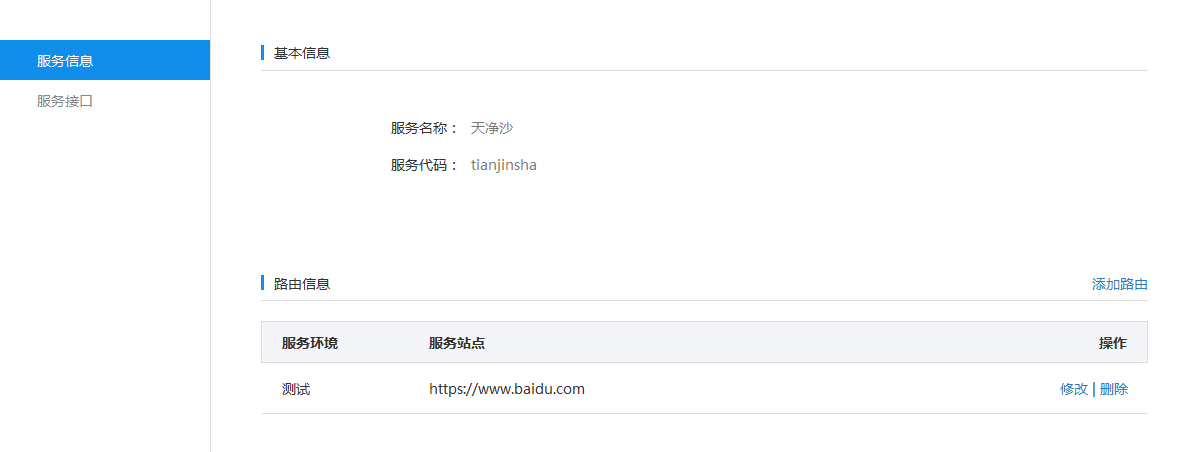 服务信息
服务接口
基本信息
服务名称： 天净沙
服务代码： tianjinsha
路由信息 添加路由
服务环境 服务站点 操作
测试 https://www.baidu.com 修改 | 删除